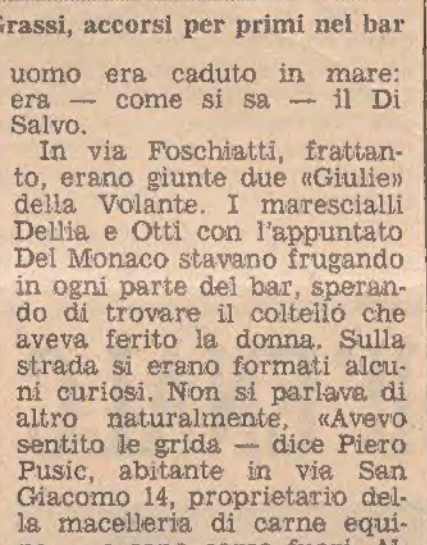 Grassi, accorsi per primi nel bar
uomo era caduto in mare:
era — come si sa — il Di
Salvo.
In via Foschiatti, frattan-
to, erano giunte due «Giulie»
della Volante. I marescialli
Dellia e Otti con l'appuntato
Del Monaco stavano frugando
in ogni parte del bar, speran-
do di trovare il coltello che
aveva ferito la donna. Sulla
strada si erano formati alcu-
ni curiosi. Non si parlava di
altro naturalmente, «Avevo
sentito le grida — dice Piero
Pusic, abitante in via San
Giacomo 14, proprietario del-
la macelleria di carne equi-